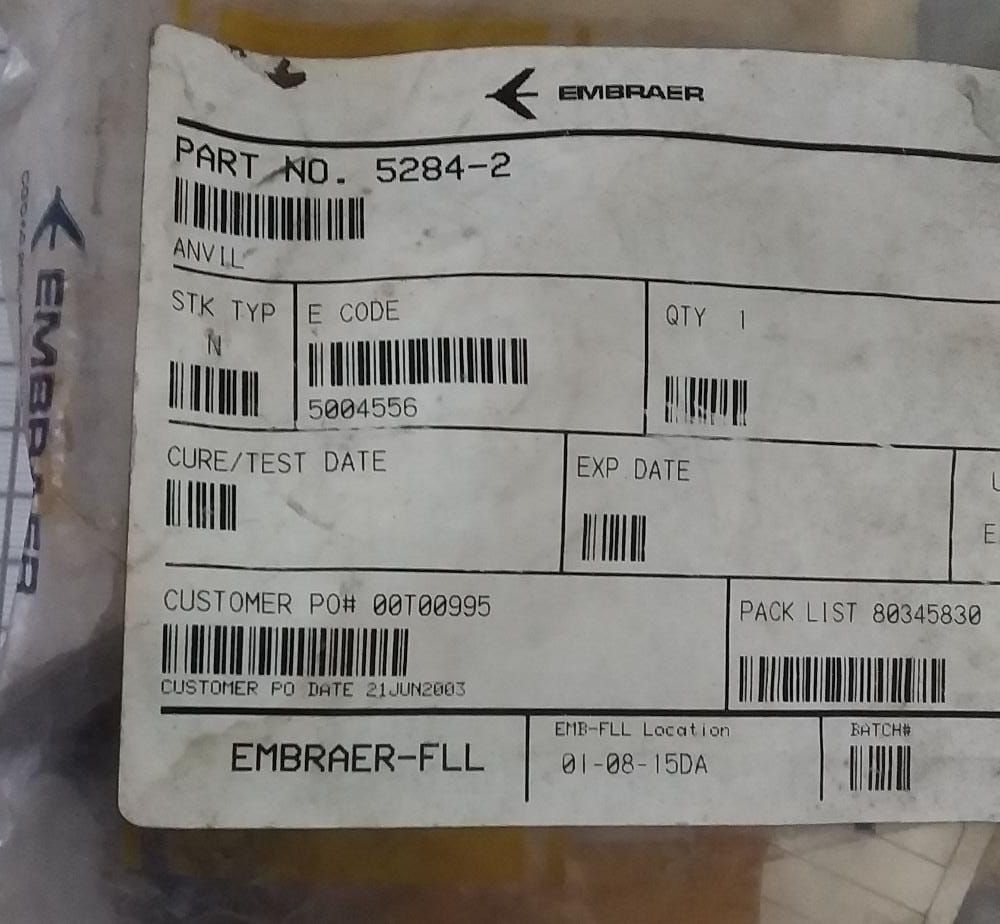 EMBRAER
PART NO. 5284-2
ANVIL
STK TYP
N
E CODE
5004556
QTY 1
CURE/TEST DATE
EXP DATE
CUSTOMER PO# 00T00995
CUSTOMER PO DATE 21JUN2003
PACK LIST 80345830
EMBRAER-FLL
EMB-FLL Location
01-08-15DA
BATCH#
EMBRAER